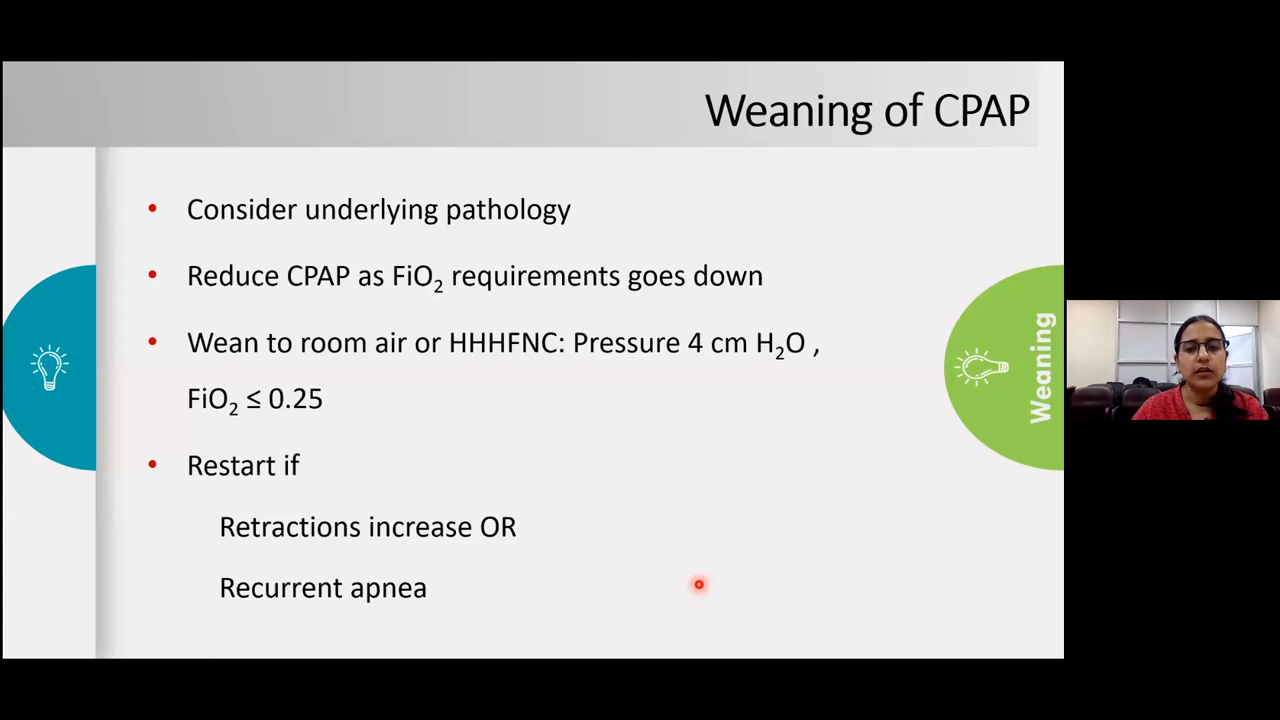 Weaning of CPAP
• Consider underlying pathology
• Reduce CPAP as FiO₂ requirements goes down
• Wean to room air or HHHFNC: Pressure 4 cm H₂O ,
FiO₂ ≤ 0.25
• Restart if
Retractions increase OR
Recurrent apnea
Weaning